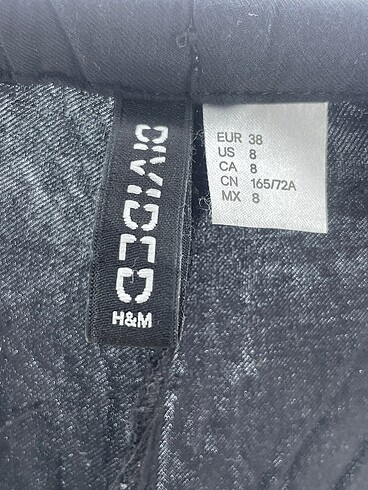 DIVIDED
H&M
EUR 38
US 8
CA 8
CN 165/72A
MX 8